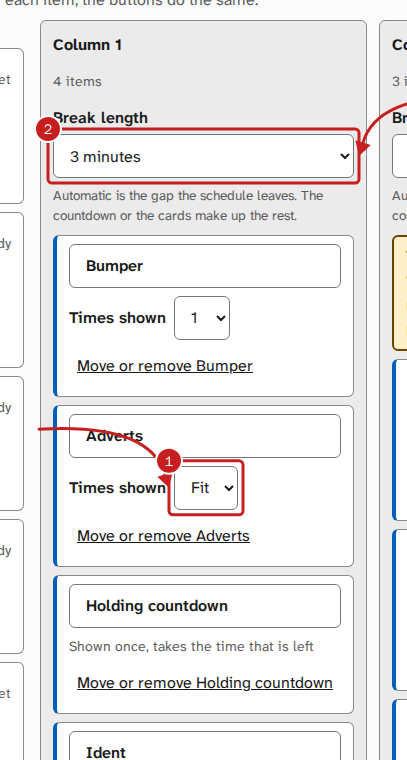 each item, the buttons do the same.
Column 1
4 items
Break length
2
3 minutes
Automatic is the gap the schedule leaves. The
countdown or the cards make up the rest.
Bumper
Times shown 1
Move or remove Bumper
Adverts
1
Times shown Fit
Move or remove Adverts
Holding countdown
Shown once, takes the time that is left
Move or remove Holding countdown
Ident